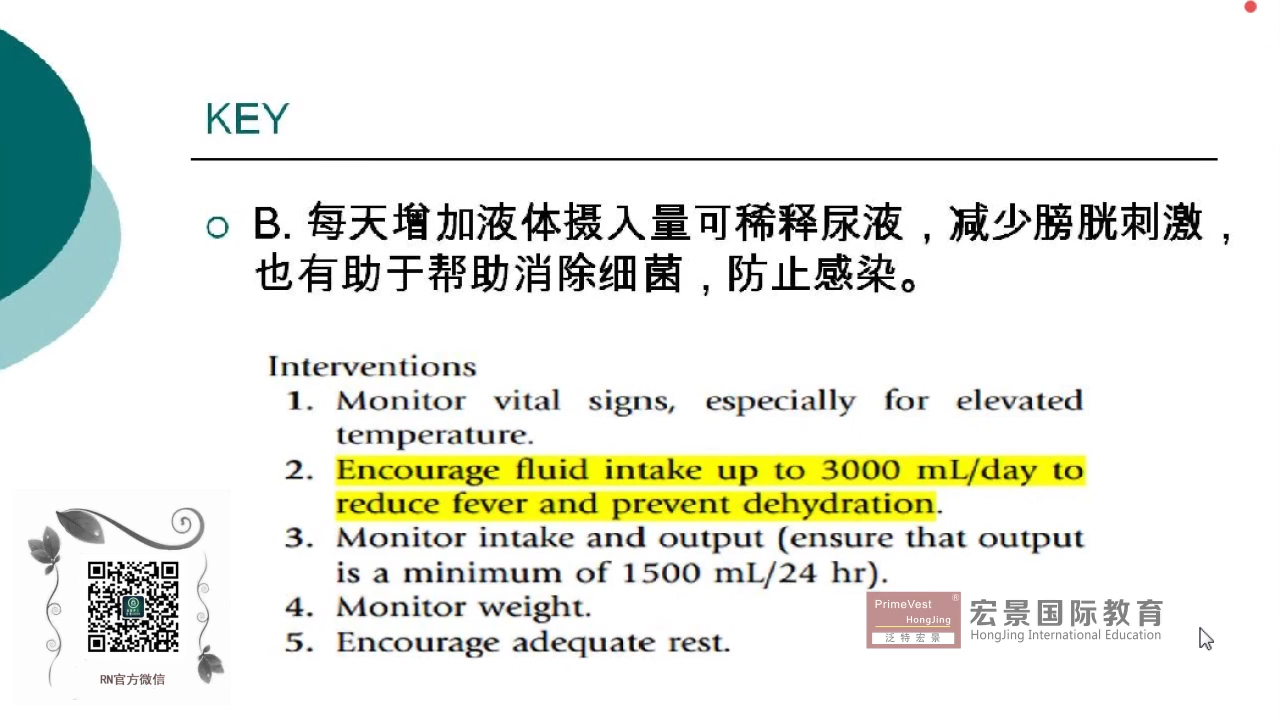 KEY
B. 每天增加液体摄入量可稀释尿液，减少膀胱刺激，
也有助于帮助消除细菌，防止感染。
Interventions
1. Monitor vital signs, especially for elevated
temperature.
2. Encourage fluid intake up to 3000 mL/day to
reduce fever and prevent dehydration.
3. Monitor intake and output (ensure that output
is a minimum of 1500 mL/24 hr).
4. Monitor weight.
5. Encourage adequate rest.
PrimeVest ®
HongJing
泛特宏景
宏景国际教育
HongJing International Education
RN官方微信